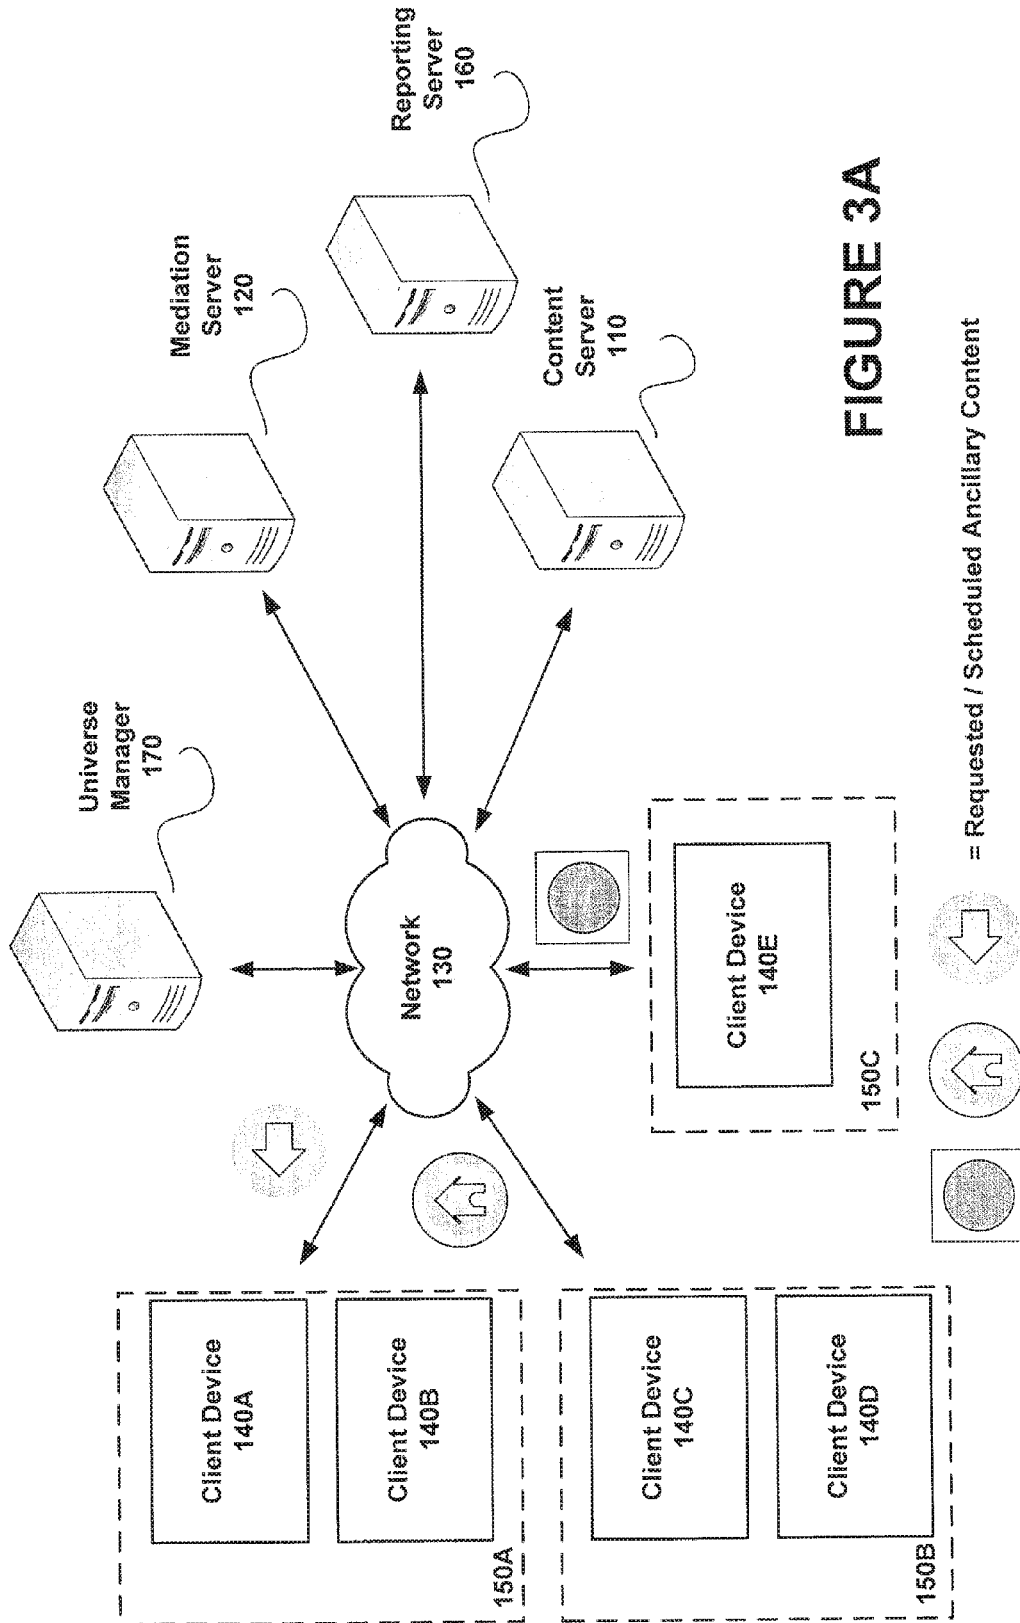 Universe
Manager
170
Mediation
Server
120
Reporting
Server
160
Content
Server
110
Network
130
Client Device
140A
Client Device
140B
150A
Client Device
140C
Client Device
140D
150B
Client Device
140E
150C
= Requested / Scheduled Ancillary Content
FIGURE 3A